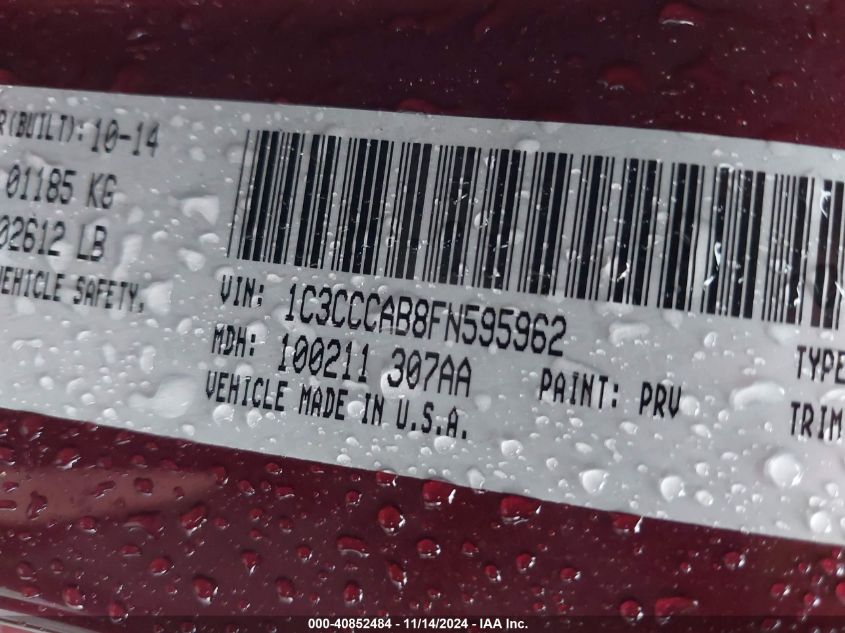 R(BUILT): 10-14
01185 KG
02612 LB
VEHICLE SAFETY,
VIN: 1C3CCCAB8FN595962
MDH: 100211 307AA
PAINT: PRV
VEHICLE MADE IN U.S.A.
TYPE
TRIM
000-40852484 - 11/14/2024 - IAA Inc.